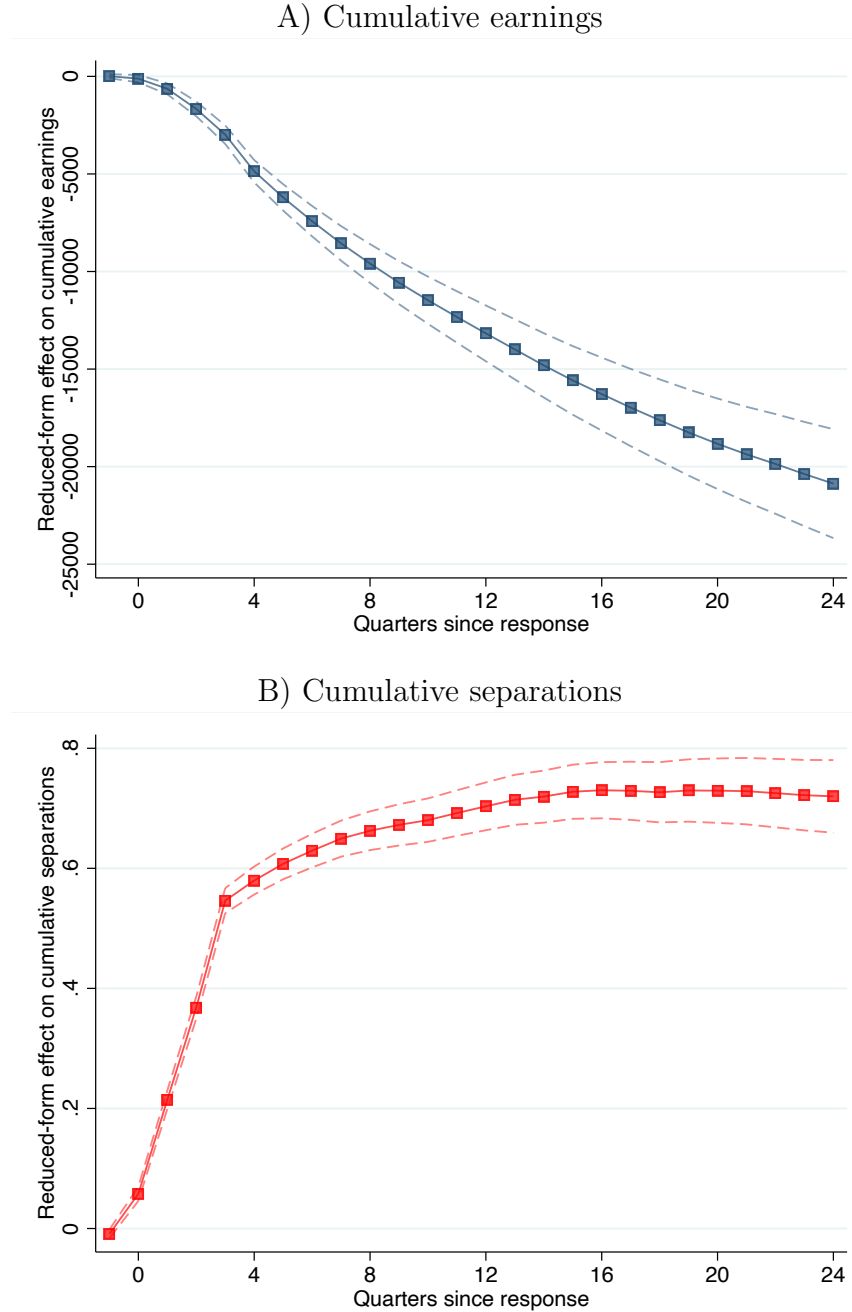 A) Cumulative earnings
Reduced-form effect on cumulative earnings
0
-5000
-10000
-15000
-20000
-25000
0 4 8 12 16 20 24
Quarters since response
B) Cumulative separations
Reduced-form effect on cumulative separations
.8
.6
.4
.2
0
0 4 8 12 16 20 24
Quarters since response